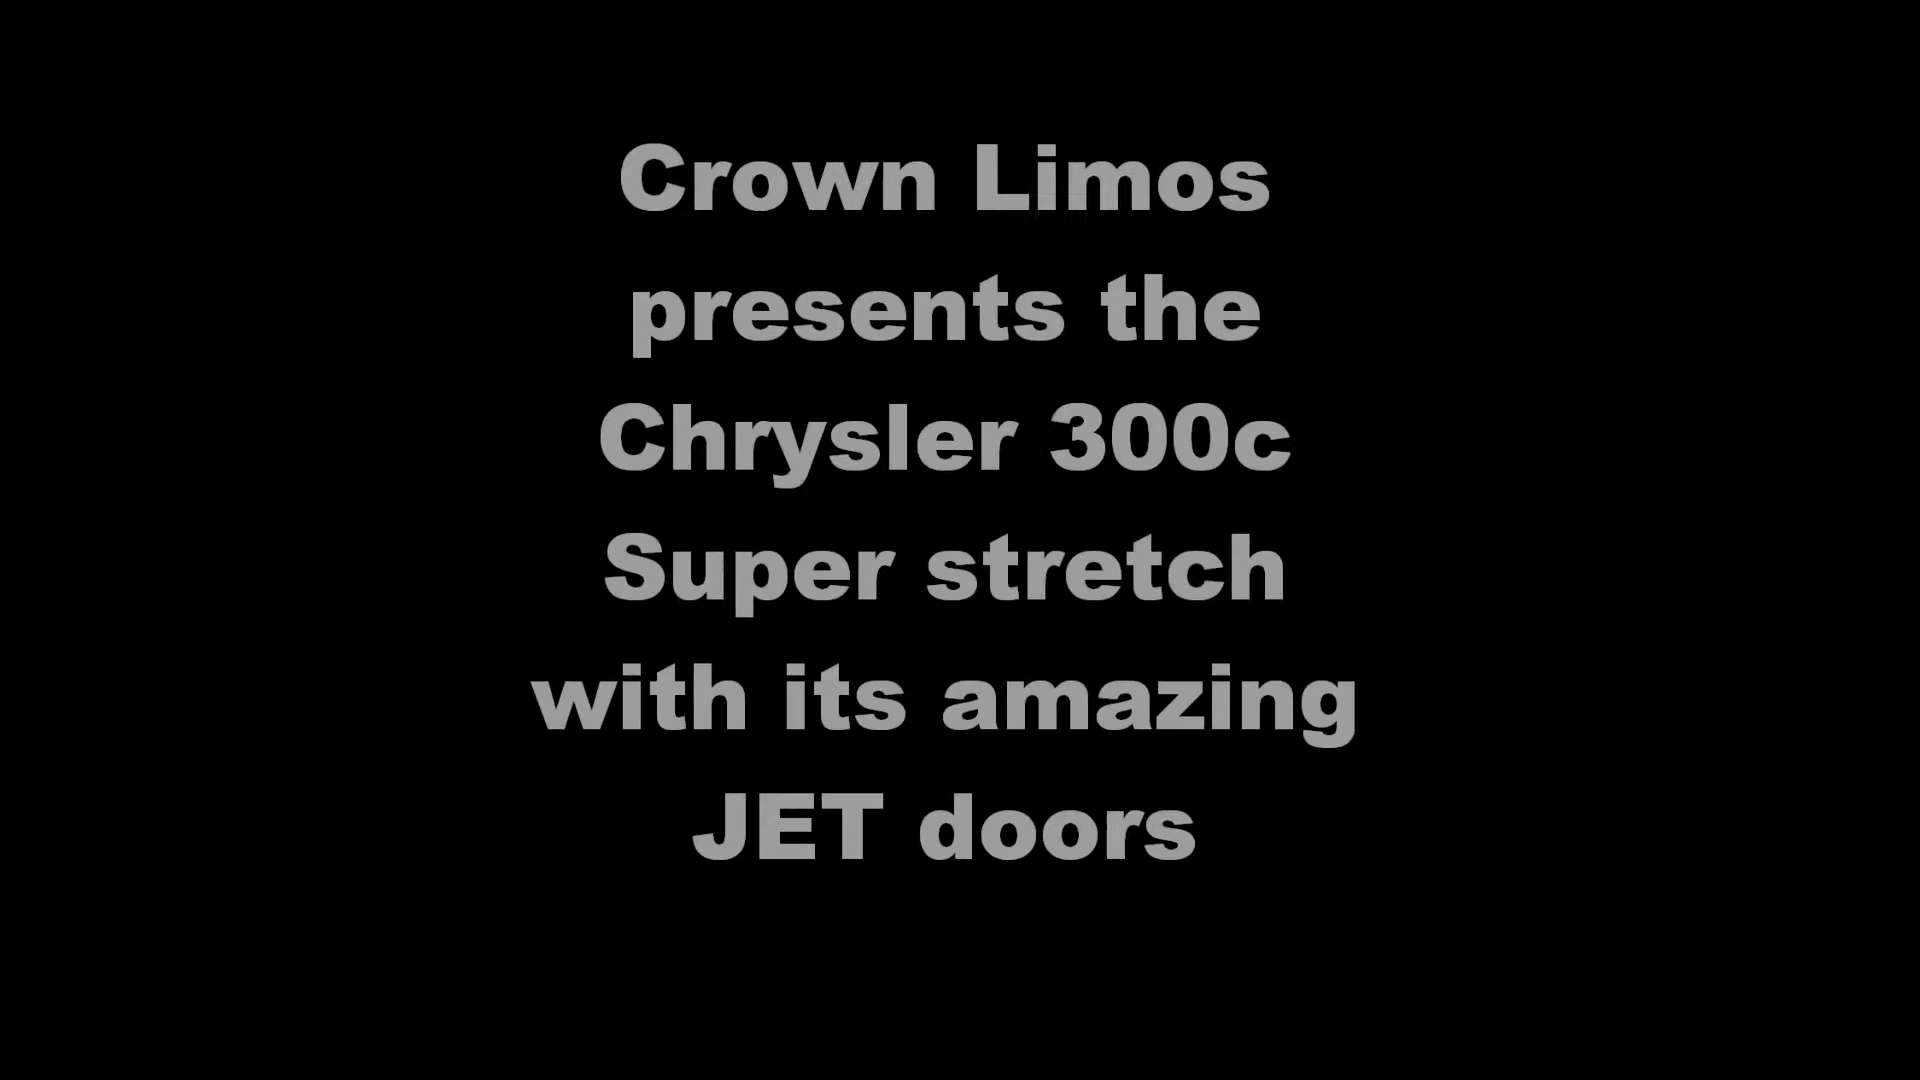 Crown Limos
presents the
Chrysler 300c
Super stretch
with its amazing
JET doors